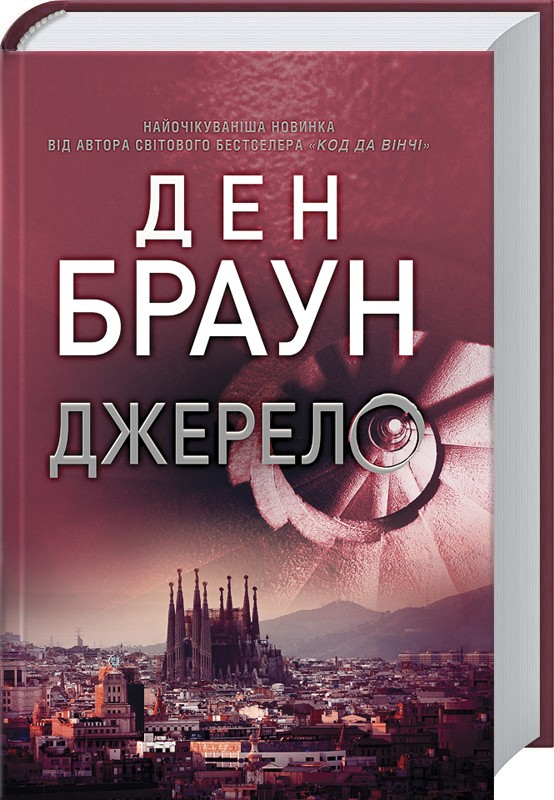 НАЙОЧІКУВАНІША НОВИНКА
ВІД АВТОРА СВІТОВОГО БЕСТСЕЛЕРА «КОД ДА ВІНЧІ»
ДЕН
БРАУН
ДЖЕРЕЛО